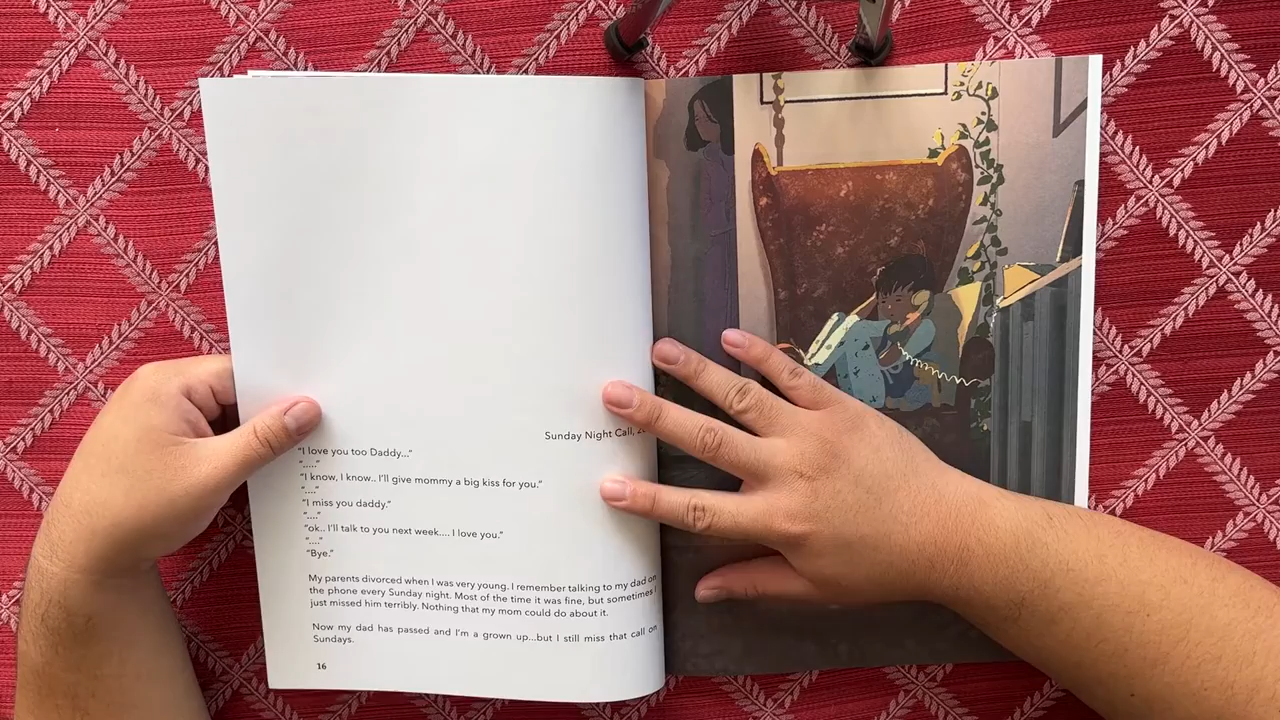 Sunday Night Call,
"I love you too Daddy..."
"....."
"I know, I know.. I'll give mommy a big kiss for you."
"...."
"I miss you daddy."
"...."
"ok.. I'll talk to you next week.... I love you."
"...."
"Bye."
My parents divorced when I was very young. I remember talking to my dad on
the phone every Sunday night. Most of the time it was fine, but sometimes I
just missed him terribly. Nothing that my mom could do about it.
Now my dad has passed and I'm a grown up...but I still miss that call on
Sundays.
16